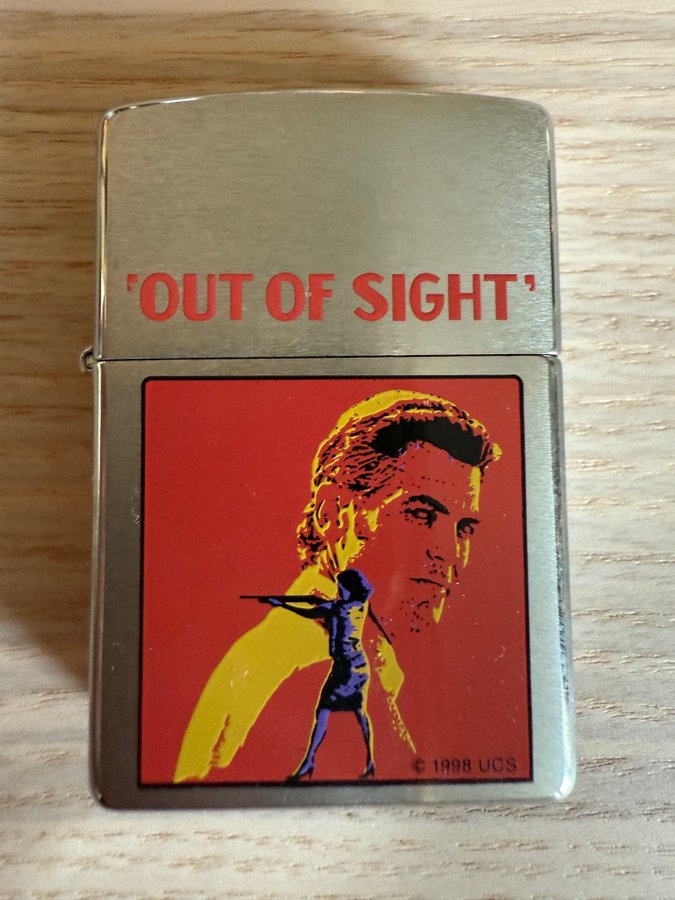 'OUT OF SIGHT'
© 1998 UCS